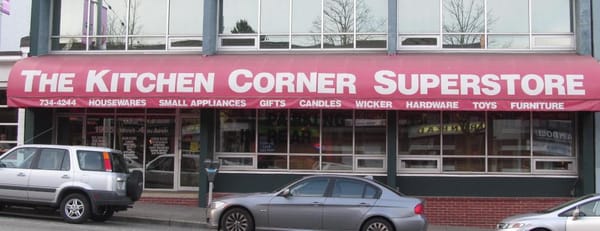 THE KITCHEN CORNER SUPERSTORE
734-4244 HOUSEWARES SMALL APPLIANCES GIFTS CANDLES WICKER HARDWARE TOYS FURNITURE